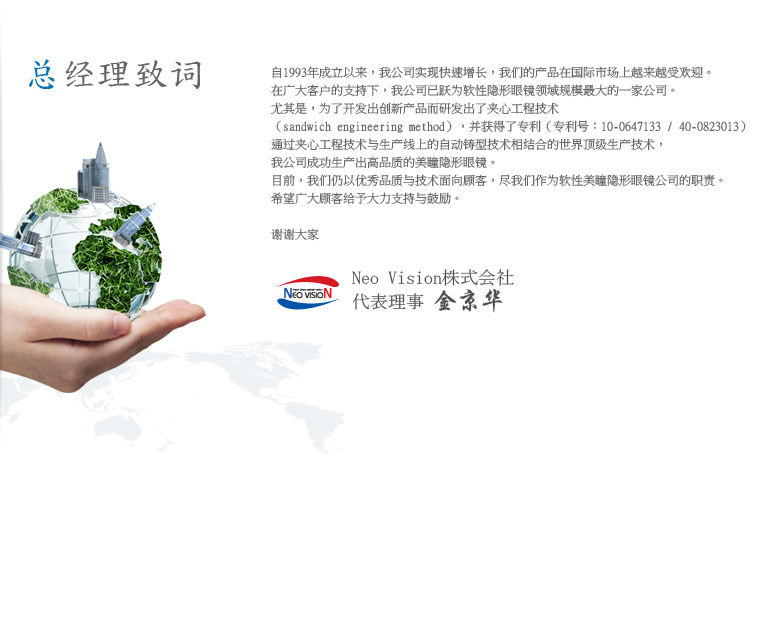 总经理致词
自1993年成立以来，我公司实现快速增长，我们的产品在国际市场上越来越受欢迎。
在广大客户的支持下，我公司已跃为软性隐形眼镜领域规模最大的一家公司。
尤其是，为了开发出创新产品而研发出了夹心工程技术
（sandwich engineering method），并获得了专利（专利号：10-0647133 / 40-0823013）
通过夹心工程技术与生产线上的自动铸型技术相结合的世界顶级生产技术，
我公司成功生产出高品质的美瞳隐形眼镜。
目前，我们仍以优秀品质与技术面向顾客，尽我们作为软性美瞳隐形眼镜公司的职责。
希望广大顾客给予大力支持与鼓励。
谢谢大家
NEO VISION
Neo Vision株式会社
代表理事 金京华